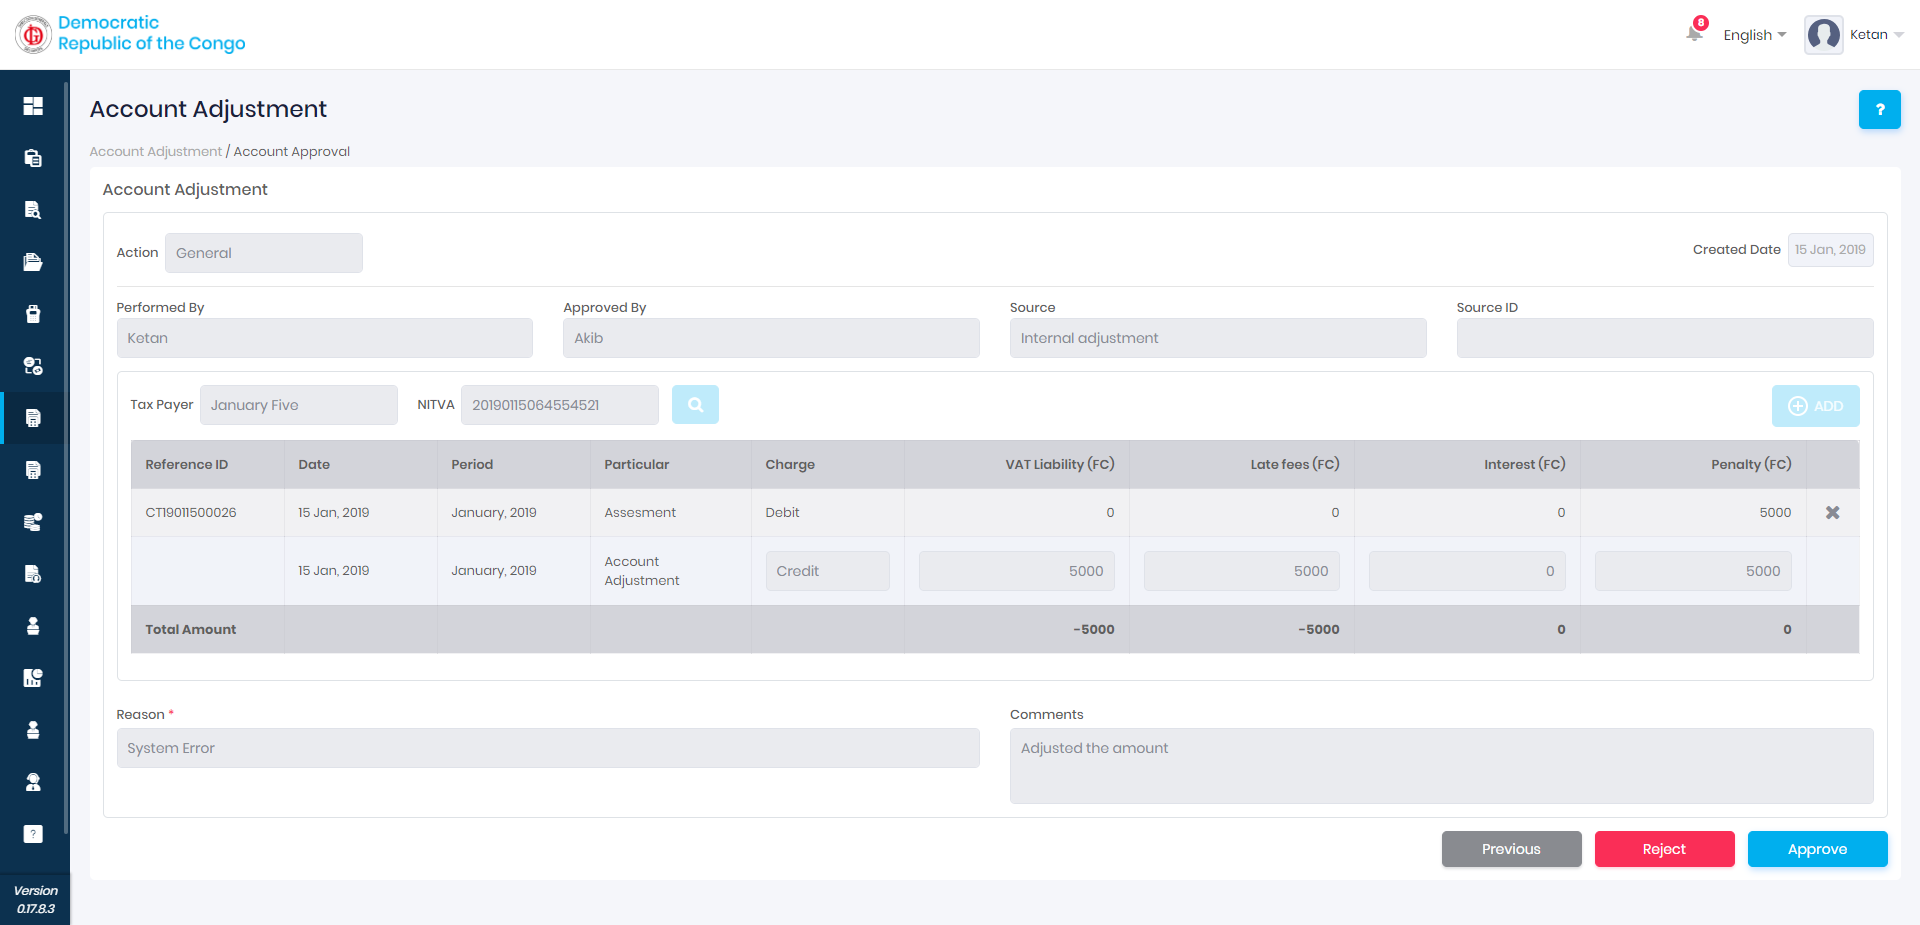 Democratic
Republic of the Congo
8
English
Ketan
Account Adjustment
?
Account Adjustment / Account Approval
Account Adjustment
Action General
Created Date 15 Jan, 2019
Performed By Approved By Source Source ID
Ketan Akib Internal adjustment
Tax Payer January Five NITVA 20190115064554521
ADD
Reference ID Date Period Particular Charge VAT Liability (FC) Late fees (FC) Interest (FC) Penalty (FC)
CT19011500026 15 Jan, 2019 January, 2019 Assesment Debit 0 0 0 5000
15 Jan, 2019 January, 2019 Account Adjustment Credit 5000 5000 0 5000
Total Amount -5000 -5000 0 0
Reason * Comments
System Error Adjusted the amount
Previous Reject Approve
?
Version
0.17.8.3